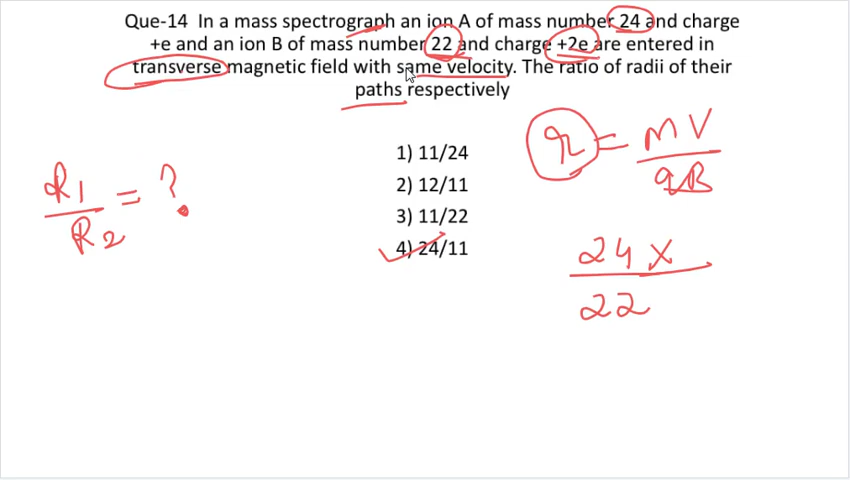 Que-14 In a mass spectrograph an ion A of mass number 24 and charge
+e and an ion B of mass number 22 and charge +2e are entered in
transverse magnetic field with same velocity. The ratio of radii of their
paths respectively
r = mV / qB
1) 11/24
2) 12/11
R1 / R2 = ?
3) 11/22
4) 24/11
24 ×
22